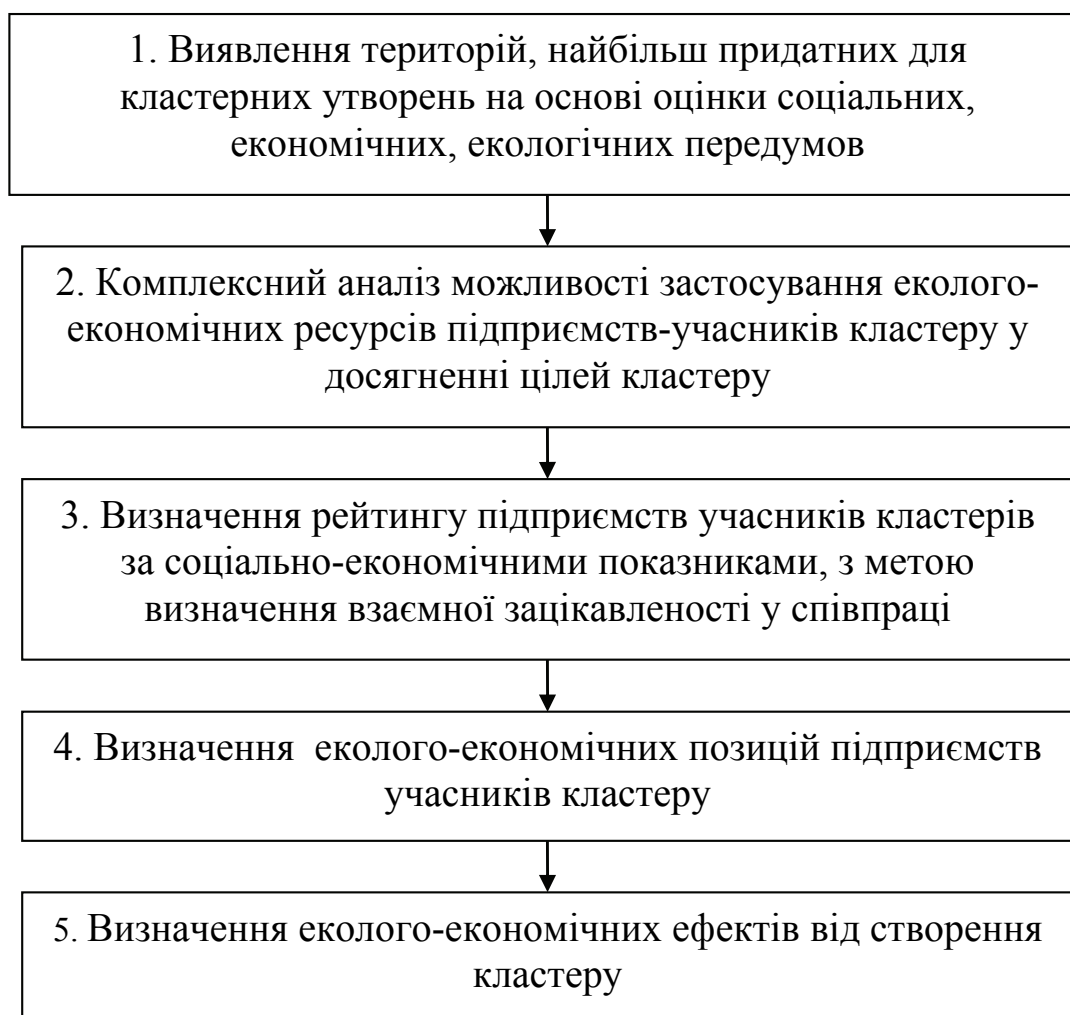 1. Виявлення територій, найбільш придатних для
кластерних утворень на основі оцінки соціальних,
економічних, екологічних передумов
2. Комплексний аналіз можливості застосування еколого-
економічних ресурсів підприємств-учасників кластеру у
досягненні цілей кластеру
3. Визначення рейтингу підприємств учасників кластерів
за соціально-економічними показниками, з метою
визначення взаємної зацікавленості у співпраці
4. Визначення  еколого-економічних позицій підприємств
учасників кластеру
5. Визначення еколого-економічних ефектів від створення
кластеру